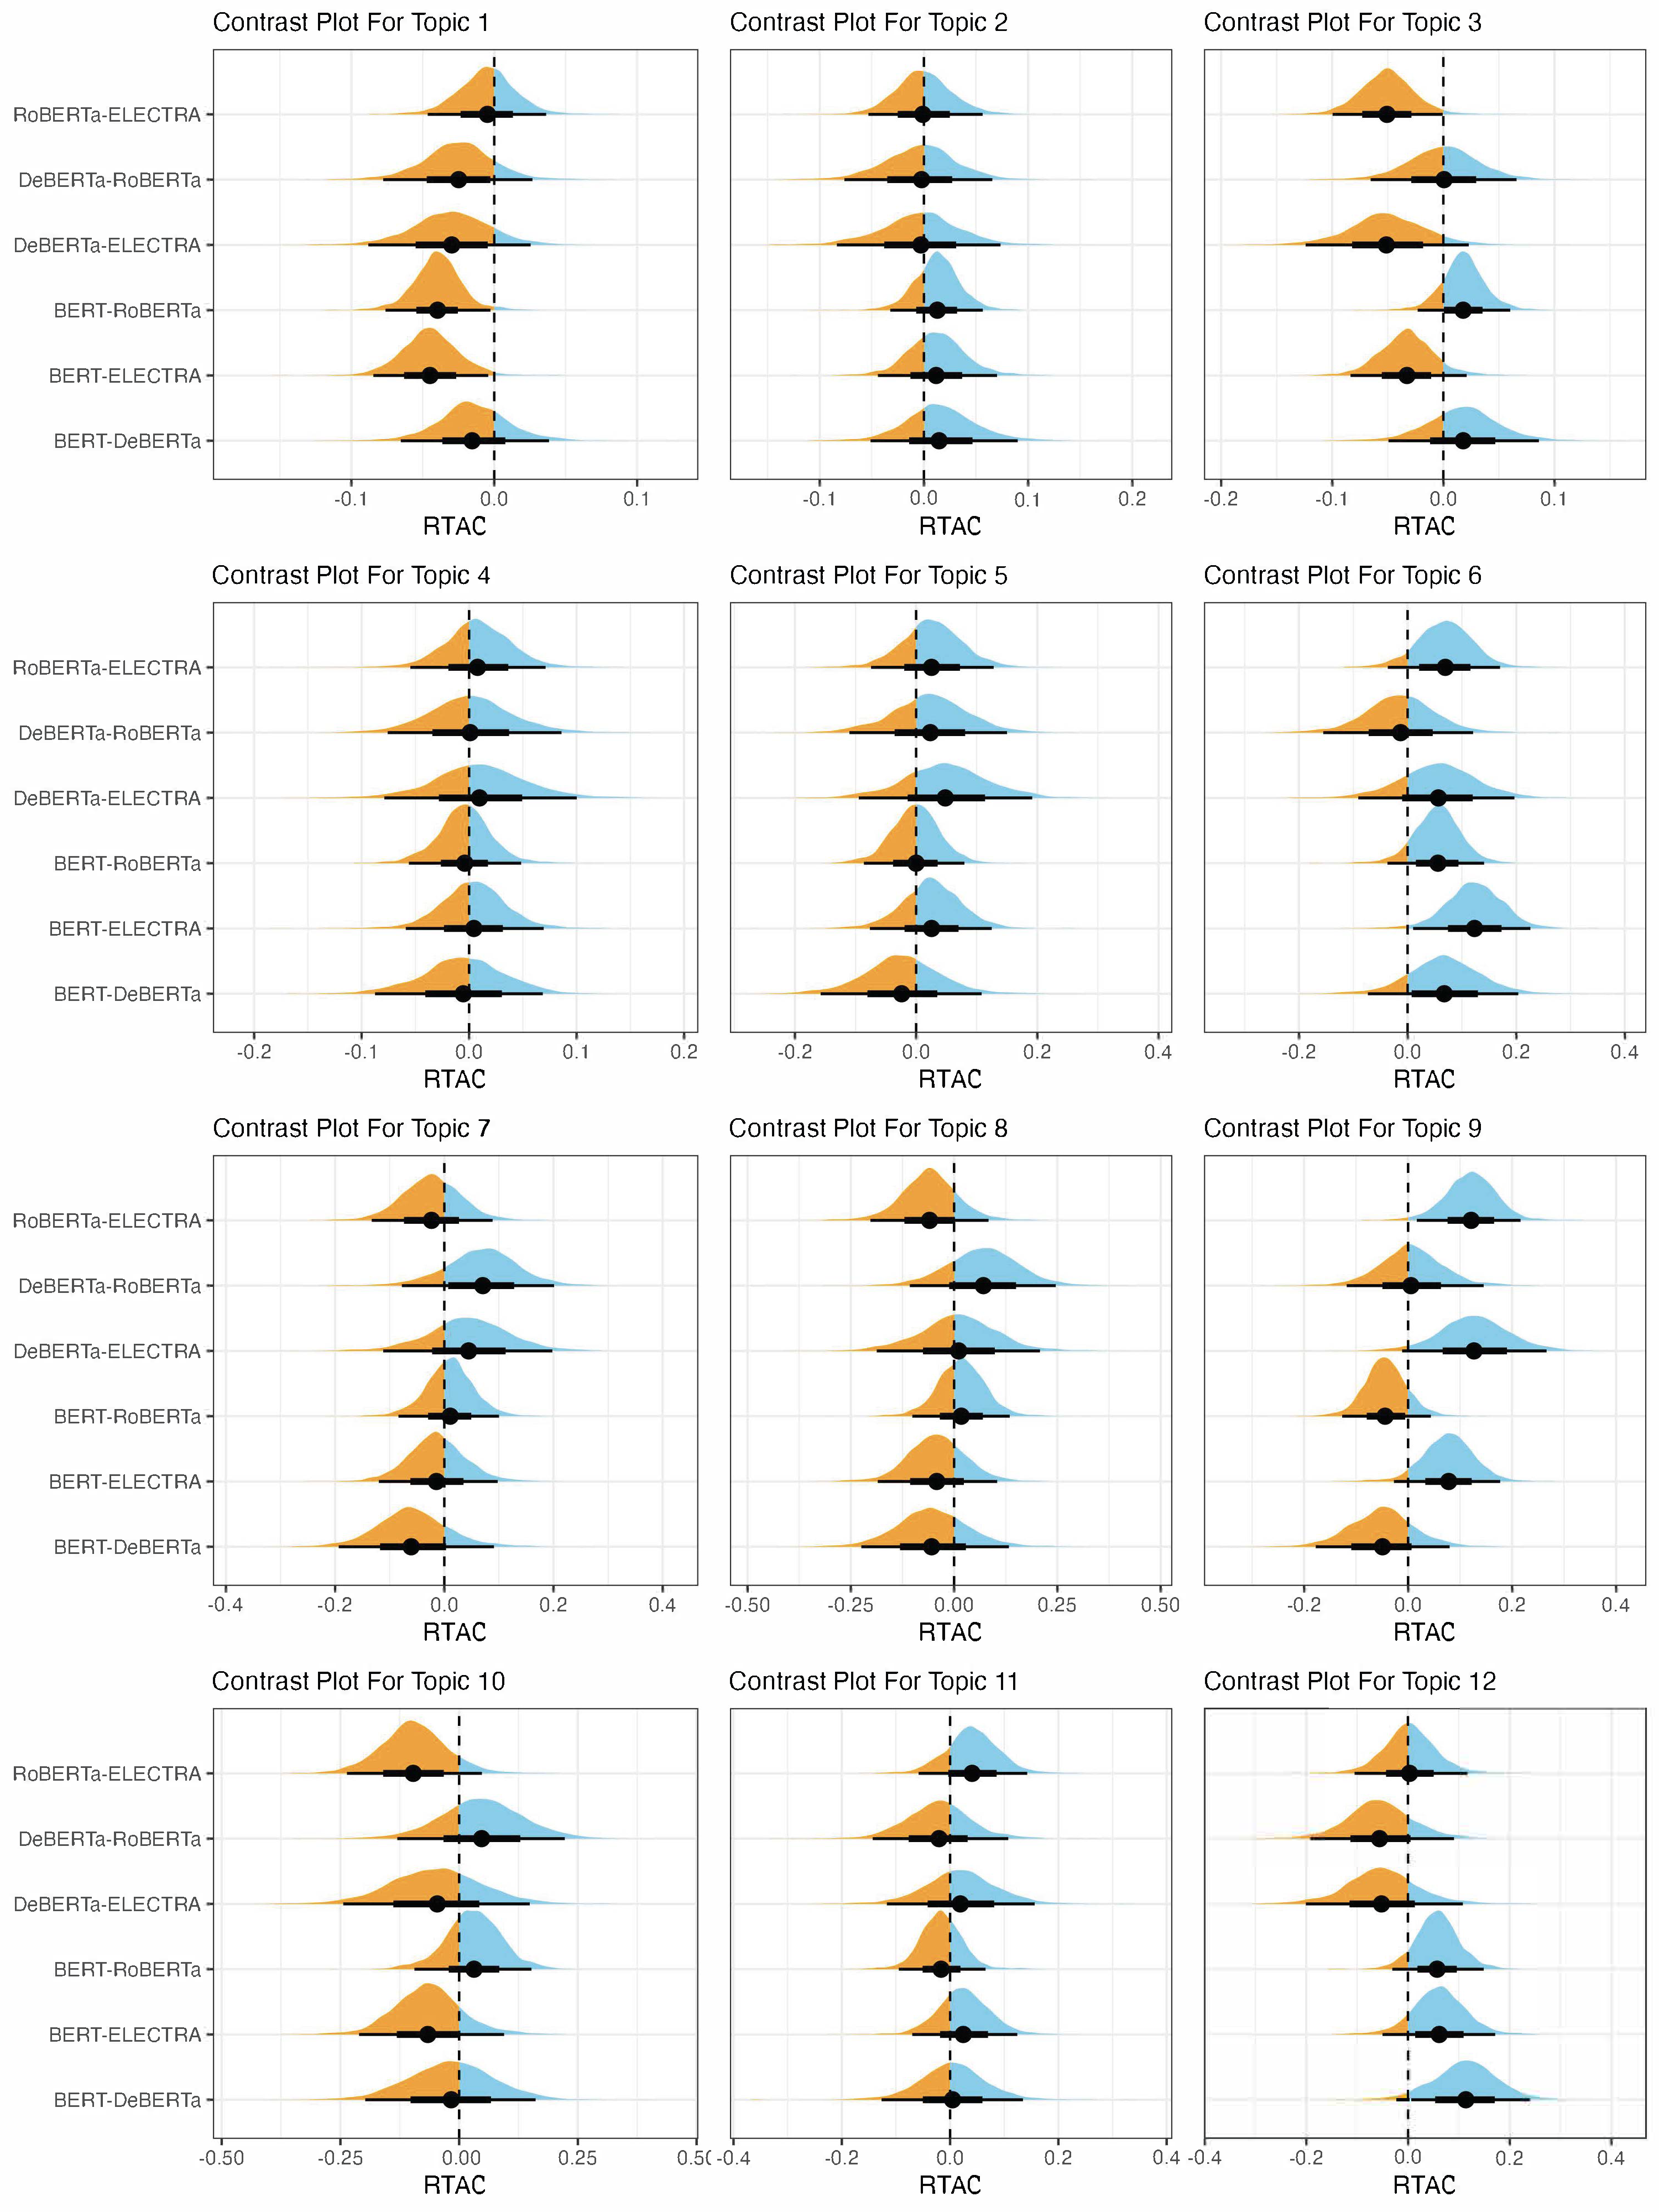 Contrast Plot For Topic 1
Contrast Plot For Topic 2
Contrast Plot For Topic 3
RoBERTa-ELECTRA
DeBERTa-RoBERTa
DeBERTa-ELECTRA
BERT-RoBERTa
BERT-ELECTRA
BERT-DeBERTa
-0.1 0.0 0.1
-0.1 0.0 0.1 0.2
-0.2 -0.1 0.0 0.1
RTAC
RTAC
RTAC
Contrast Plot For Topic 4
Contrast Plot For Topic 5
Contrast Plot For Topic 6
RoBERTa-ELECTRA
DeBERTa-RoBERTa
DeBERTa-ELECTRA
BERT-RoBERTa
BERT-ELECTRA
BERT-DeBERTa
-0.2 -0.1 0.0 0.1 0.2
-0.2 0.0 0.2 0.4
-0.2 0.0 0.2 0.4
RTAC
RTAC
RTAC
Contrast Plot For Topic 7
Contrast Plot For Topic 8
Contrast Plot For Topic 9
RoBERTa-ELECTRA
DeBERTa-RoBERTa
DeBERTa-ELECTRA
BERT-RoBERTa
BERT-ELECTRA
BERT-DeBERTa
-0.4 -0.2 0.0 0.2 0.4
-0.50 -0.25 0.00 0.25 0.50
-0.2 0.0 0.2 0.4
RTAC
RTAC
RTAC
Contrast Plot For Topic 10
Contrast Plot For Topic 11
Contrast Plot For Topic 12
RoBERTa-ELECTRA
DeBERTa-RoBERTa
DeBERTa-ELECTRA
BERT-RoBERTa
BERT-ELECTRA
BERT-DeBERTa
-0.50 -0.25 0.00 0.25
-0.4 -0.2 0.0 0.2 0.4
-0.4 -0.2 0.0 0.2 0.4
RTAC
RTAC
RTAC